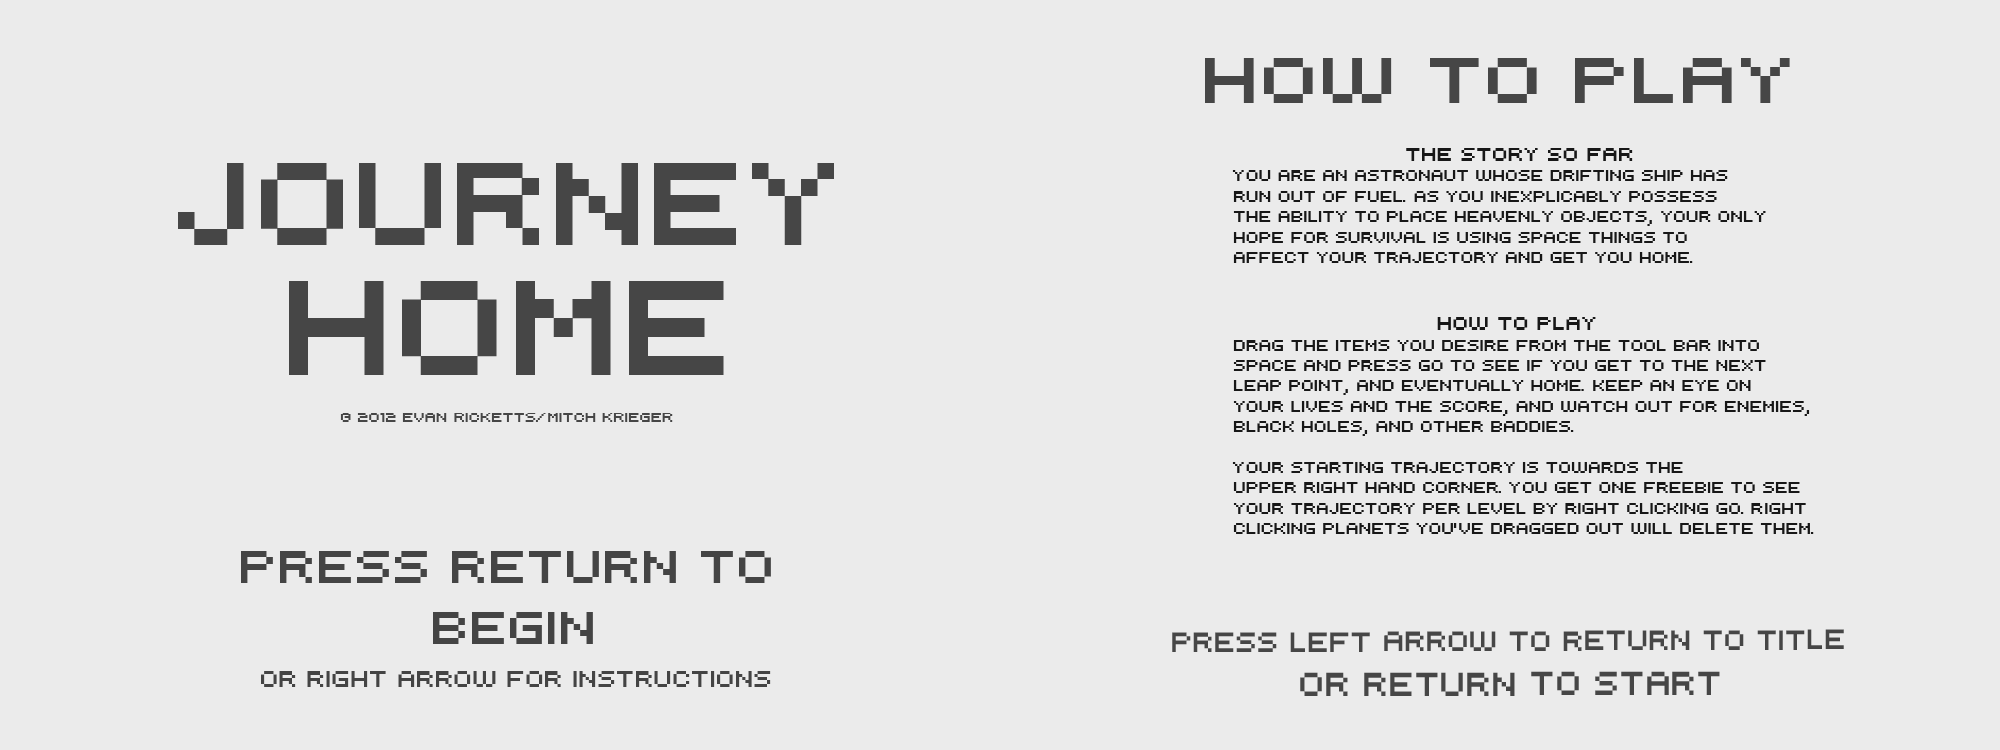 JOURNEY
HOME
© 2012 EVAN RICKETTS/MITCH KRIEGER
PRESS RETURN TO
BEGIN
OR RIGHT ARROW FOR INSTRUCTIONS
HOW TO PLAY
THE STORY SO FAR
YOU ARE AN ASTRONAUT WHOSE DRIFTING SHIP HAS
RUN OUT OF FUEL. AS YOU INEXPLICABLY POSSESS
THE ABILITY TO PLACE HEAVENLY OBJECTS, YOUR ONLY
HOPE FOR SURVIVAL IS USING SPACE THINGS TO
AFFECT YOUR TRAJECTORY AND GET YOU HOME.
HOW TO PLAY
DRAG THE ITEMS YOU DESIRE FROM THE TOOL BAR INTO
SPACE AND PRESS GO TO SEE IF YOU GET TO THE NEXT
LEAP POINT, AND EVENTUALLY HOME. KEEP AN EYE ON
YOUR LIVES AND THE SCORE, AND WATCH OUT FOR ENEMIES,
BLACK HOLES, AND OTHER BADDIES.
YOUR STARTING TRAJECTORY IS TOWARDS THE
UPPER RIGHT HAND CORNER. YOU GET ONE FREEBIE TO SEE
YOUR TRAJECTORY PER LEVEL BY RIGHT CLICKING GO. RIGHT
CLICKING PLANETS YOU'VE DRAGGED OUT WILL DELETE THEM.
PRESS LEFT ARROW TO RETURN TO TITLE
OR RETURN TO START